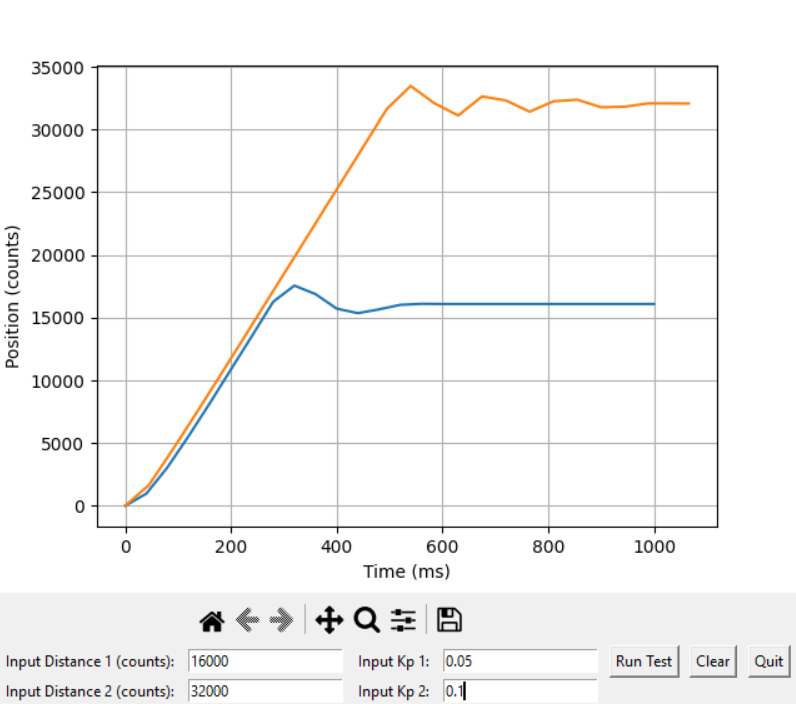 35000
30000
25000
20000
15000
10000
5000
0
Position (counts)
0 200 400 600 800 1000
Time (ms)
Input Distance 1 (counts): 16000 Input Kp 1: 0.05 Run Test Clear Quit
Input Distance 2 (counts): 32000 Input Kp 2: 0.1